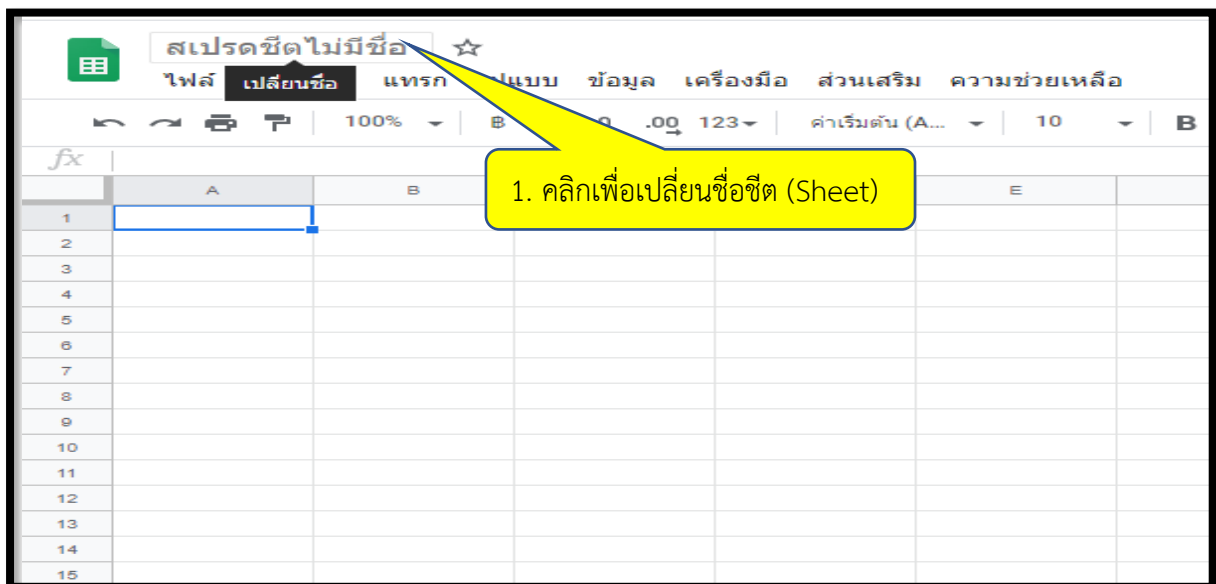 สเปรดชีตไม่มีชื่อ
ไฟล์ เปลี่ยนชื่อ แทรก ข้อมูล เครื่องมือ ส่วนเสริม ความช่วยเหลือ
100% B .00 123 ค่าเริ่มต้น (A... 10 B
fx
1. คลิกเพื่อเปลี่ยนชื่อชีต (Sheet)
A B E
1
2
3
4
5
6
7
8
9
10
11
12
13
14
15